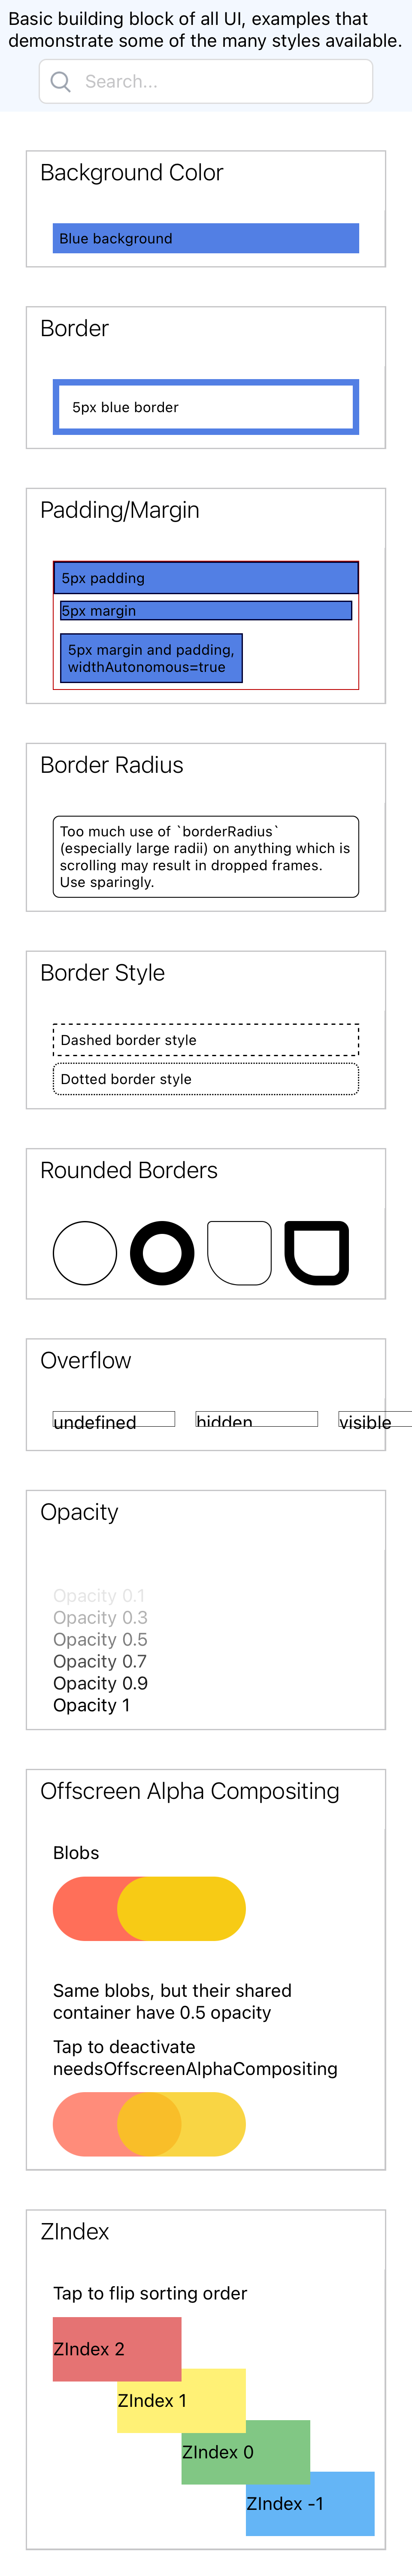 Basic building block of all UI, examples that
demonstrate some of the many styles available.
Search...
Background Color
Blue background
Border
5px blue border
Padding/Margin
5px padding
5px margin
5px margin and padding,
widthAutonomous=true
Border Radius
Too much use of `borderRadius`
(especially large radii) on anything which is
scrolling may result in dropped frames.
Use sparingly.
Border Style
Dashed border style
Dotted border style
Rounded Borders
Overflow
undefined hidden visible
Opacity
Opacity 0.1
Opacity 0.3
Opacity 0.5
Opacity 0.7
Opacity 0.9
Opacity 1
Offscreen Alpha Compositing
Blobs
Same blobs, but their shared
container have 0.5 opacity
Tap to deactivate
needsOffscreenAlphaCompositing
ZIndex
Tap to flip sorting order
ZIndex 2
ZIndex 1
ZIndex 0
ZIndex -1